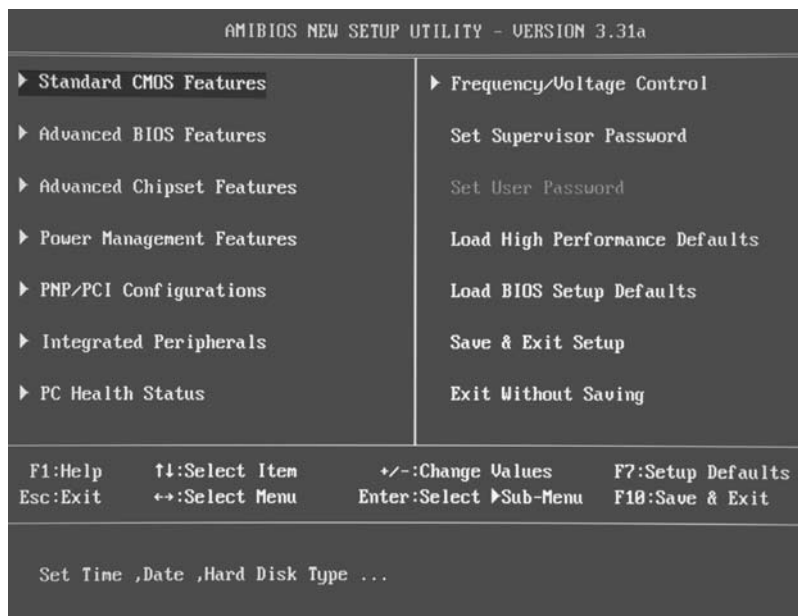 AMIBIOS NEW SETUP UTILITY - VERSION 3.31a
▶ Standard CMOS Features
▶ Advanced BIOS Features
▶ Advanced Chipset Features
▶ Power Management Features
▶ PNP/PCI Configurations
▶ Integrated Peripherals
▶ PC Health Status
▶ Frequency/Voltage Control
Set Supervisor Password
Set User Password
Load High Performance Defaults
Load BIOS Setup Defaults
Save & Exit Setup
Exit Without Saving
F1:Help ↑↓:Select Item +/-:Change Values F7:Setup Defaults
Esc:Exit ↔:Select Menu Enter:Select ▶Sub-Menu F10:Save & Exit
Set Time ,Date ,Hard Disk Type ...